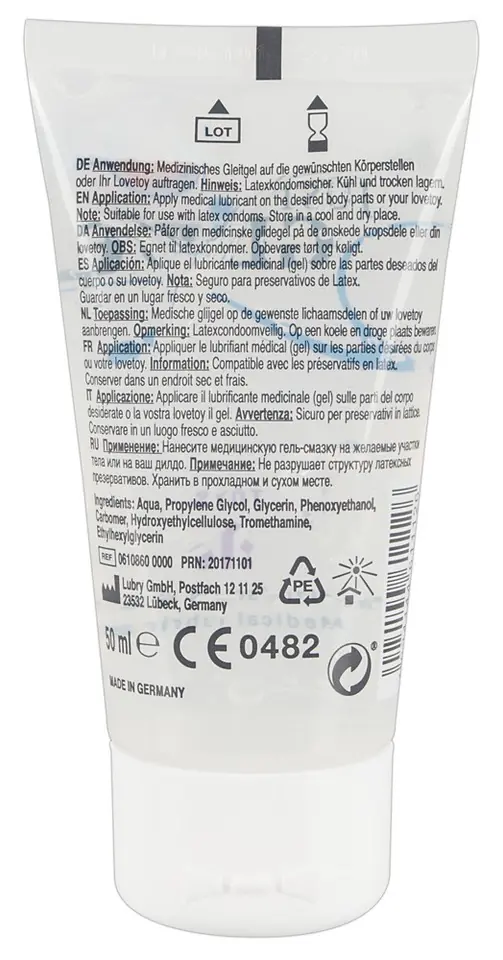 LOT
DE Anwendung: Medizinisches Gleitgel auf die gewünschten Körperstellen
oder Ihr Lovetoy auftragen. Hinweis: Latexkondomsicher. Kühl und trocken lagern.
EN Application: Apply medical lubricant on the desired body parts or your lovetoy.
Note: Suitable for use with latex condoms. Store in a cool and dry place.
DA Anvendelse: Påfør den medicinske glidegel på de ønskede kropsdele eller din
lovetoy. OBS: Egnet til latexkondomer. Opbevares tørt og køligt.
ES Aplicación: Aplique el lubricante medicinal (gel) sobre las partes deseados del
cuerpo o su lovetoy. Nota: Seguro para preservativos de Latex.
Guardar en un lugar fresco y seco.
NL Toepassing: Medische glijgel op de gewenste lichaamsdelen of uw lovetoy
aanbrengen. Opmerking: Latexcondoomveilig. Op een koele en droge plaats bewaren.
FR Application: Appliquer le lubrifiant médical (gel) sur les parties désirées du corps
ou votre lovetoy. Information: Compatible avec les préservatifs en latex.
Conserver dans un endroit sec et frais.
IT Applicazione: Applicare il lubrificante medicinale (gel) sulle parti del corpo
desiderate o la vostra lovetoy il gel. Avvertenza: Sicuro per preservativi in lattice.
Conservare in un luogo fresco e asciutto.
RU Применение: Нанесите медицинскую гель-смазку на желаемые участки
тела или на ваш дилдо. Примечание: Не разрушает структуру латексных
презервативов. Хранить в прохладном и сухом месте.
Ingredients: Aqua, Propylene Glycol, Glycerin, Phenoxyethanol,
Carbomer, Hydroxyethylcellulose, Tromethamine,
Ethylhexylglycerin
REF 0610860 0000 PRN: 20171101
Lubry GmbH, Postfach 12 11 25
23532 Lübeck, Germany
PE
50 ml e CE 0482
MADE IN GERMANY